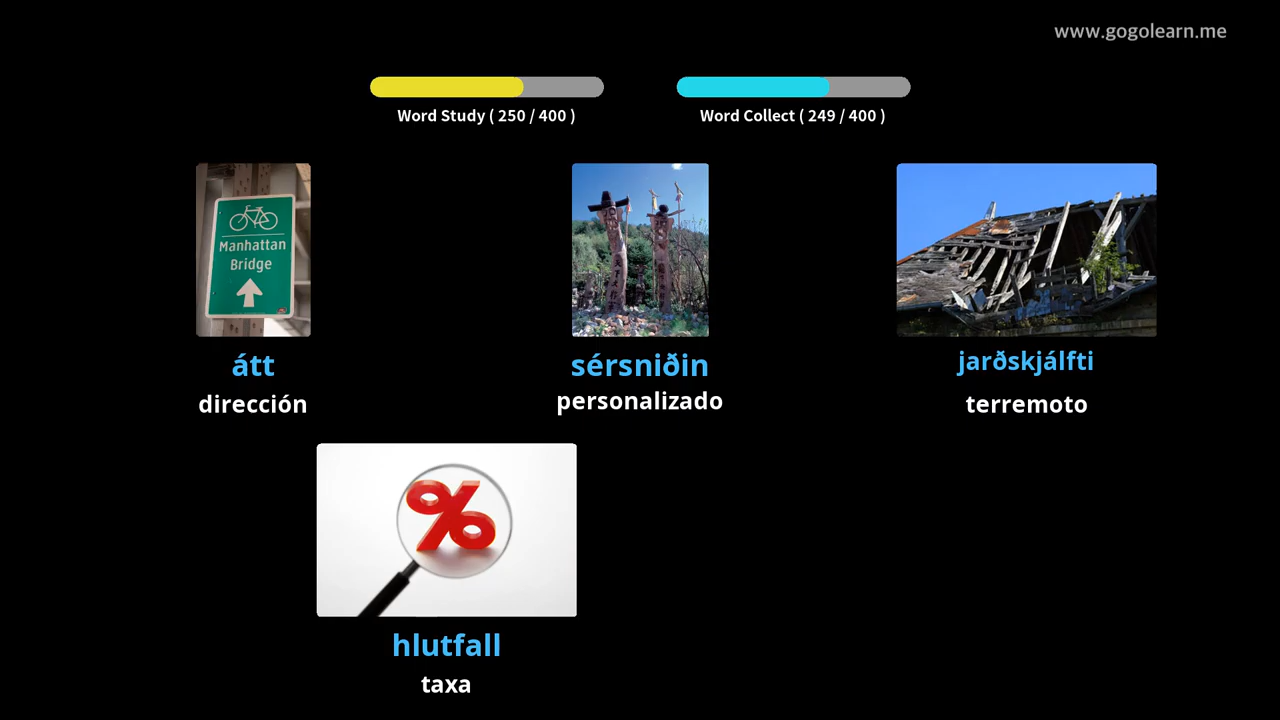 www.gogolearn.me
Word Study ( 250 / 400 )
Word Collect ( 249 / 400 )
Manhattan
Bridge
átt
sérsniðin
jarðskjálfti
dirección
personalizado
terremoto
%
hlutfall
taxa